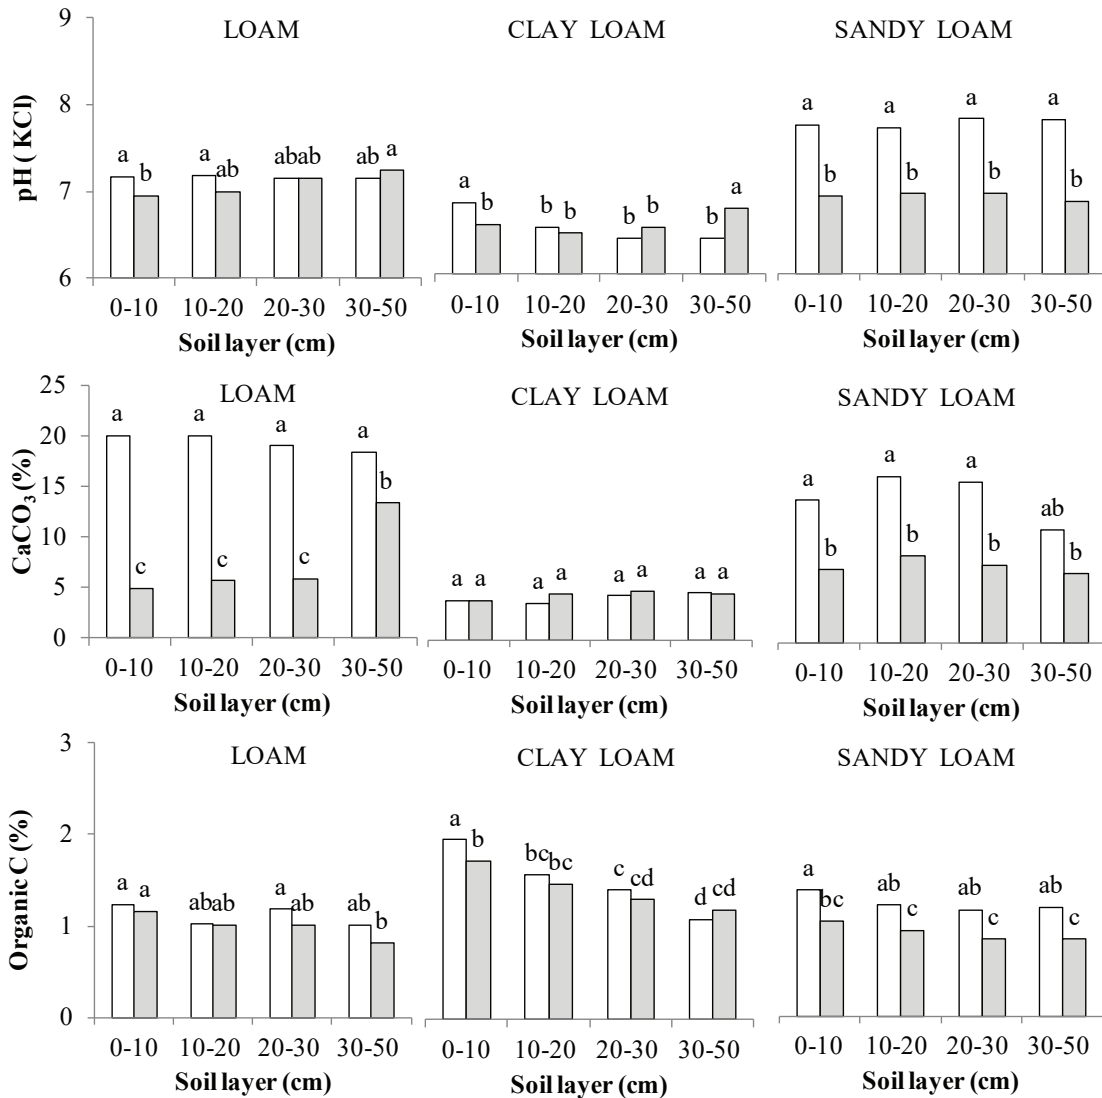 LOAM CLAY LOAM SANDY LOAM
pH ( KCl)
9
8
7
6
a b a ab ab ab ab a
a b b b b b b a
a b a b a b a b
0-10 10-20 20-30 30-50
0-10 10-20 20-30 30-50
0-10 10-20 20-30 30-50
Soil layer (cm) Soil layer (cm) Soil layer (cm)
LOAM CLAY LOAM SANDY LOAM
CaCO₃ (%)
25
20
15
10
5
0
a c a c a c a b
a a a a a a a a
a b a b a b ab b
0-10 10-20 20-30 30-50
0-10 10-20 20-30 30-50
0-10 10-20 20-30 30-50
Soil layer (cm) Soil layer (cm) Soil layer (cm)
LOAM CLAY LOAM SANDY LOAM
Organic C (%)
3
2
1
0
a a ab ab a ab ab b
a b bc bc c cd d cd
a bc ab c ab c ab c
0-10 10-20 20-30 30-50
0-10 10-20 20-30 30-50
0-10 10-20 20-30 30-50
Soil layer (cm) Soil layer (cm) Soil layer (cm)